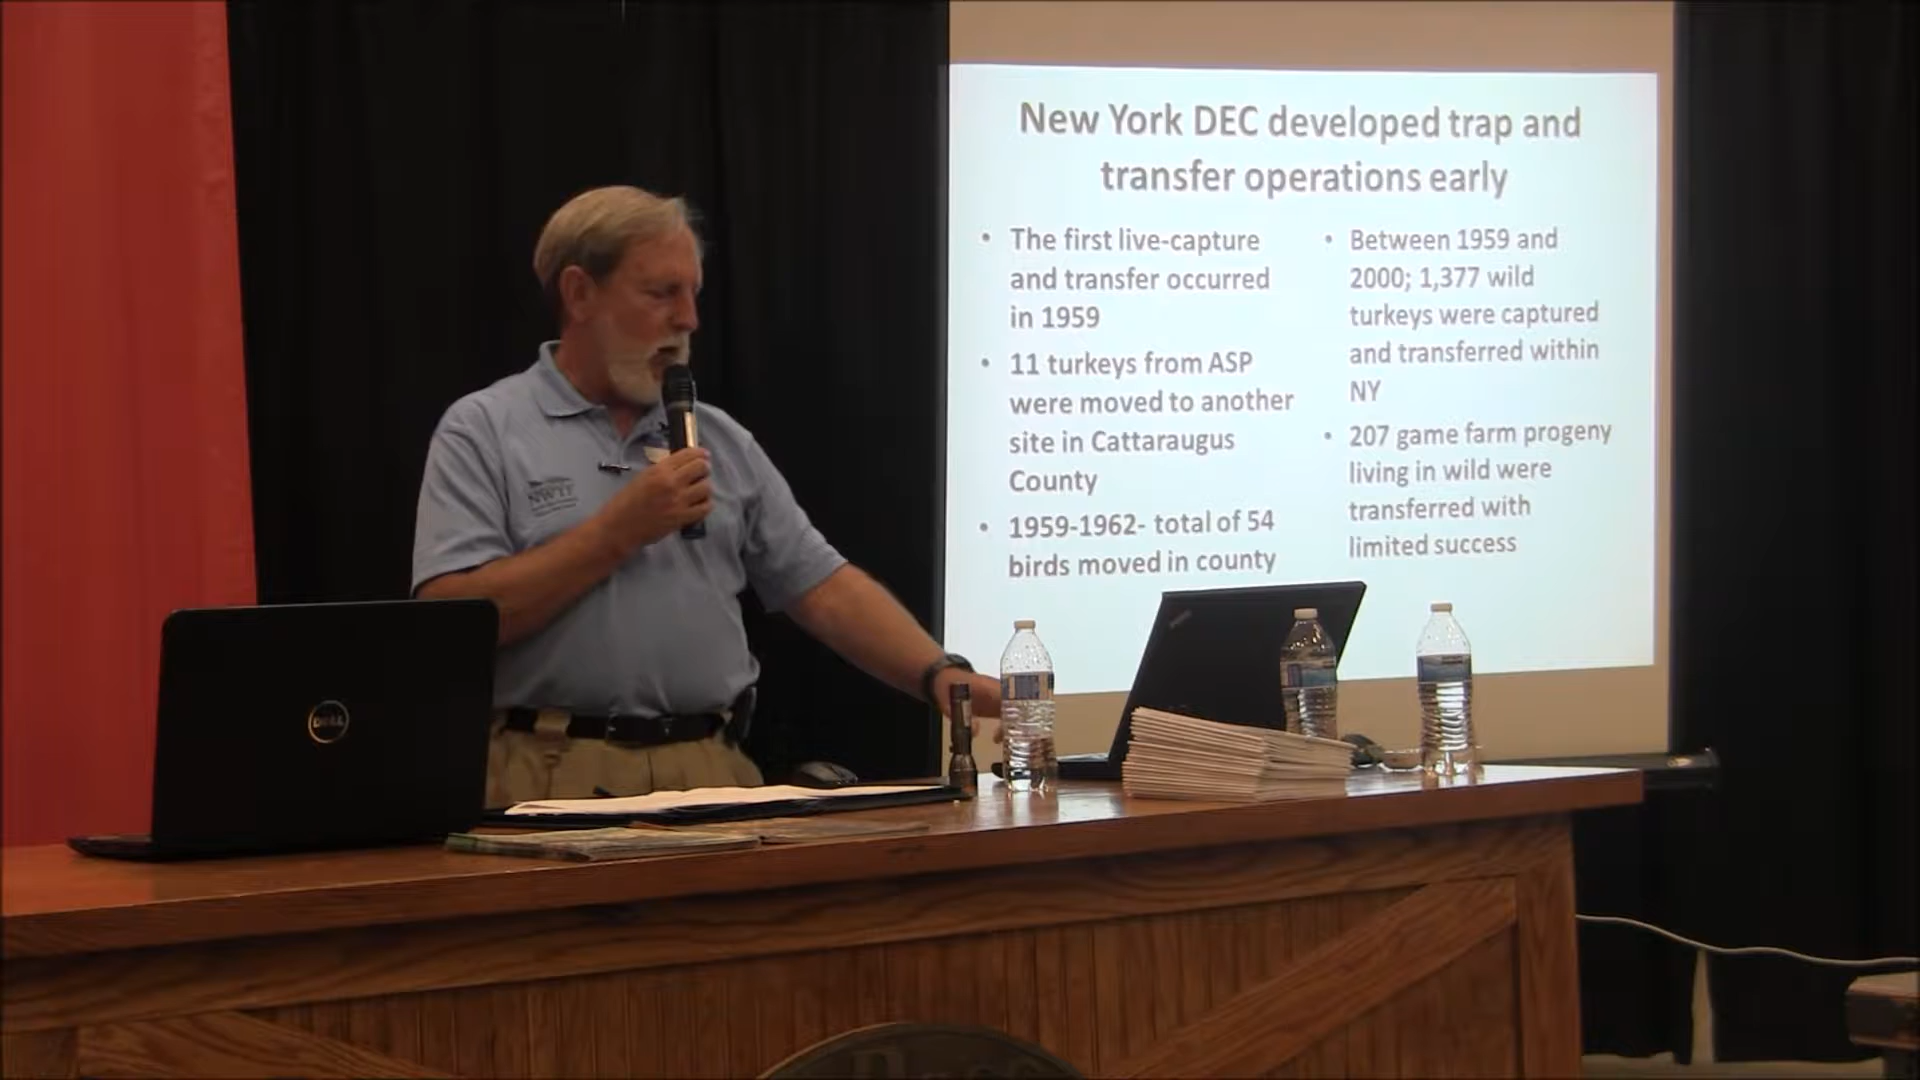 New York DEC developed trap and
transfer operations early
• The first live-capture
and transfer occurred
in 1959
• 11 turkeys from ASP
were moved to another
site in Cattaraugus
County
• 1959-1962- total of 54
birds moved in county
• Between 1959 and
2000; 1,377 wild
turkeys were captured
and transferred within
NY
• 207 game farm progeny
living in wild were
transferred with
limited success
NWTF
DELL